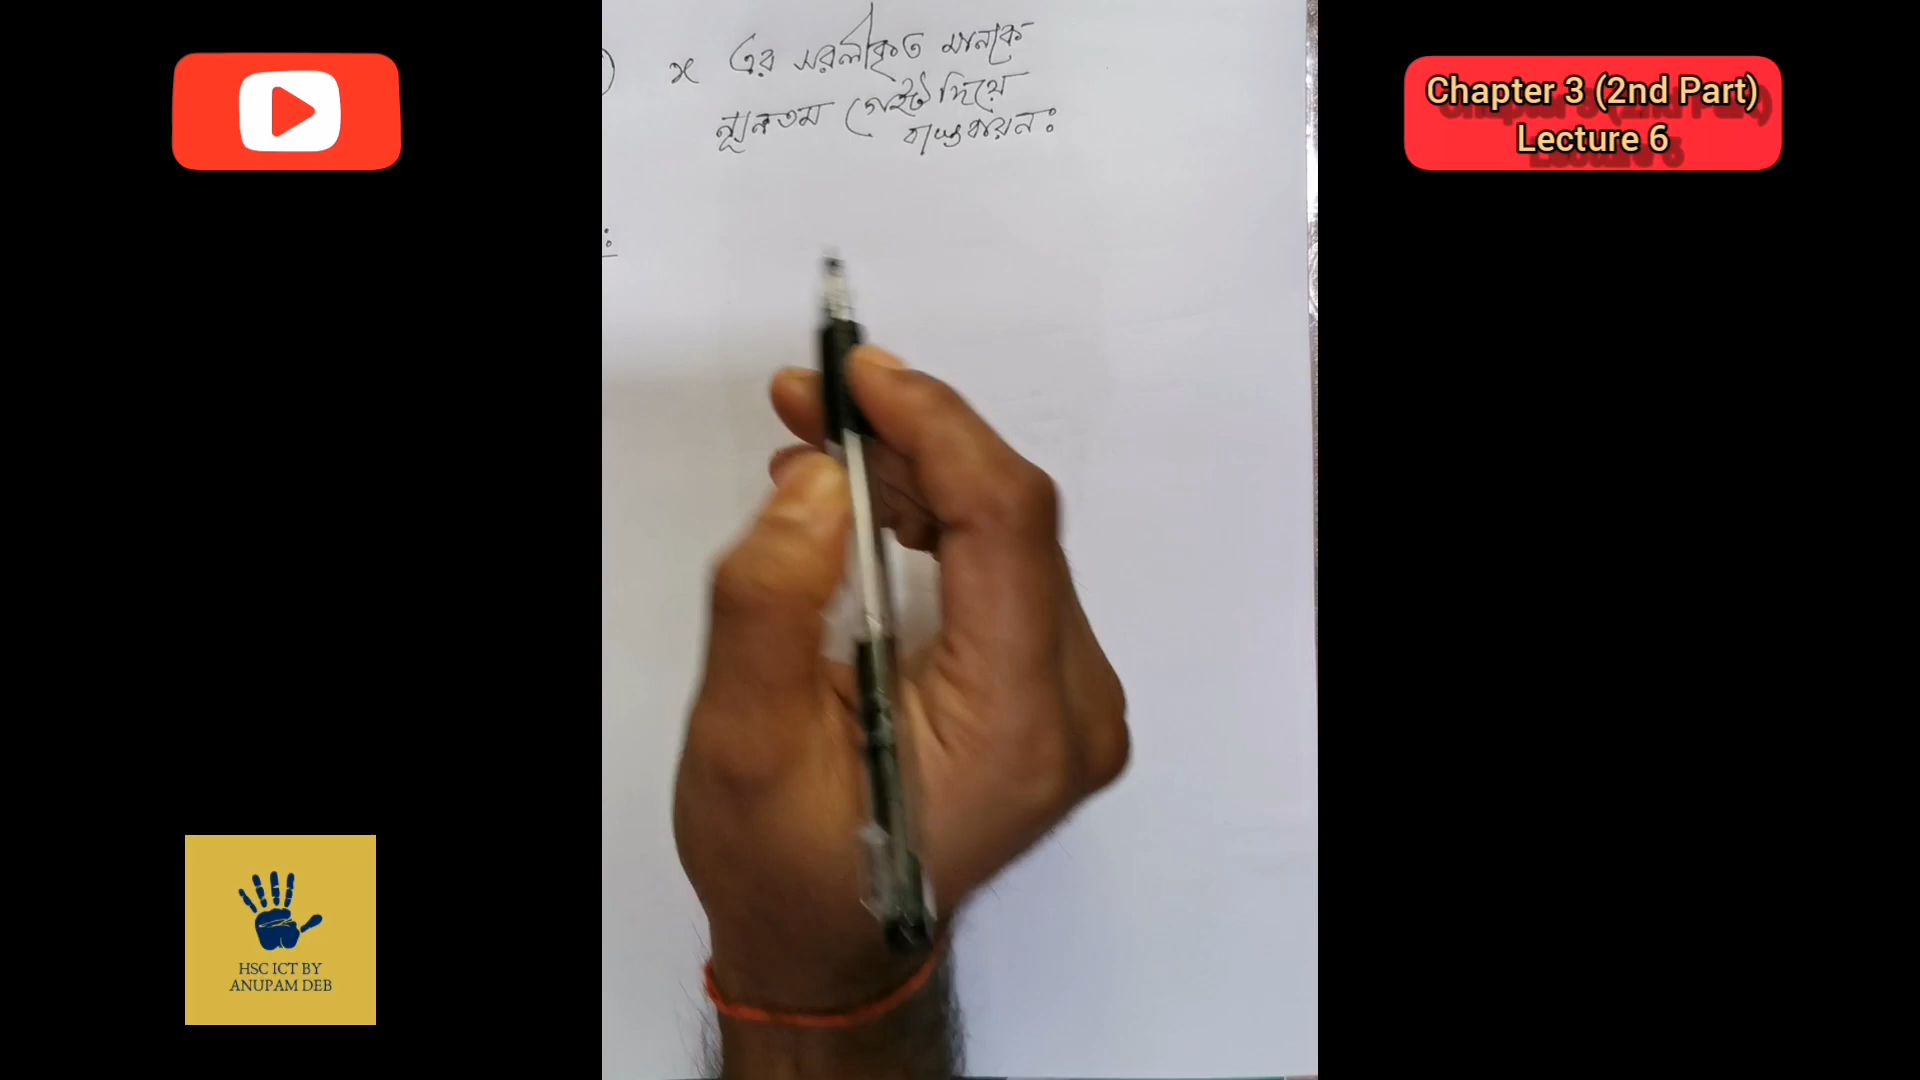 ) x এর সরলীকৃত মানকে
ন্যূনতম গেইট দিয়ে
বাস্তবায়নঃ
:
Chapter 3 (2nd Part)
Lecture 6
HSC ICT BY
ANUPAM DEB